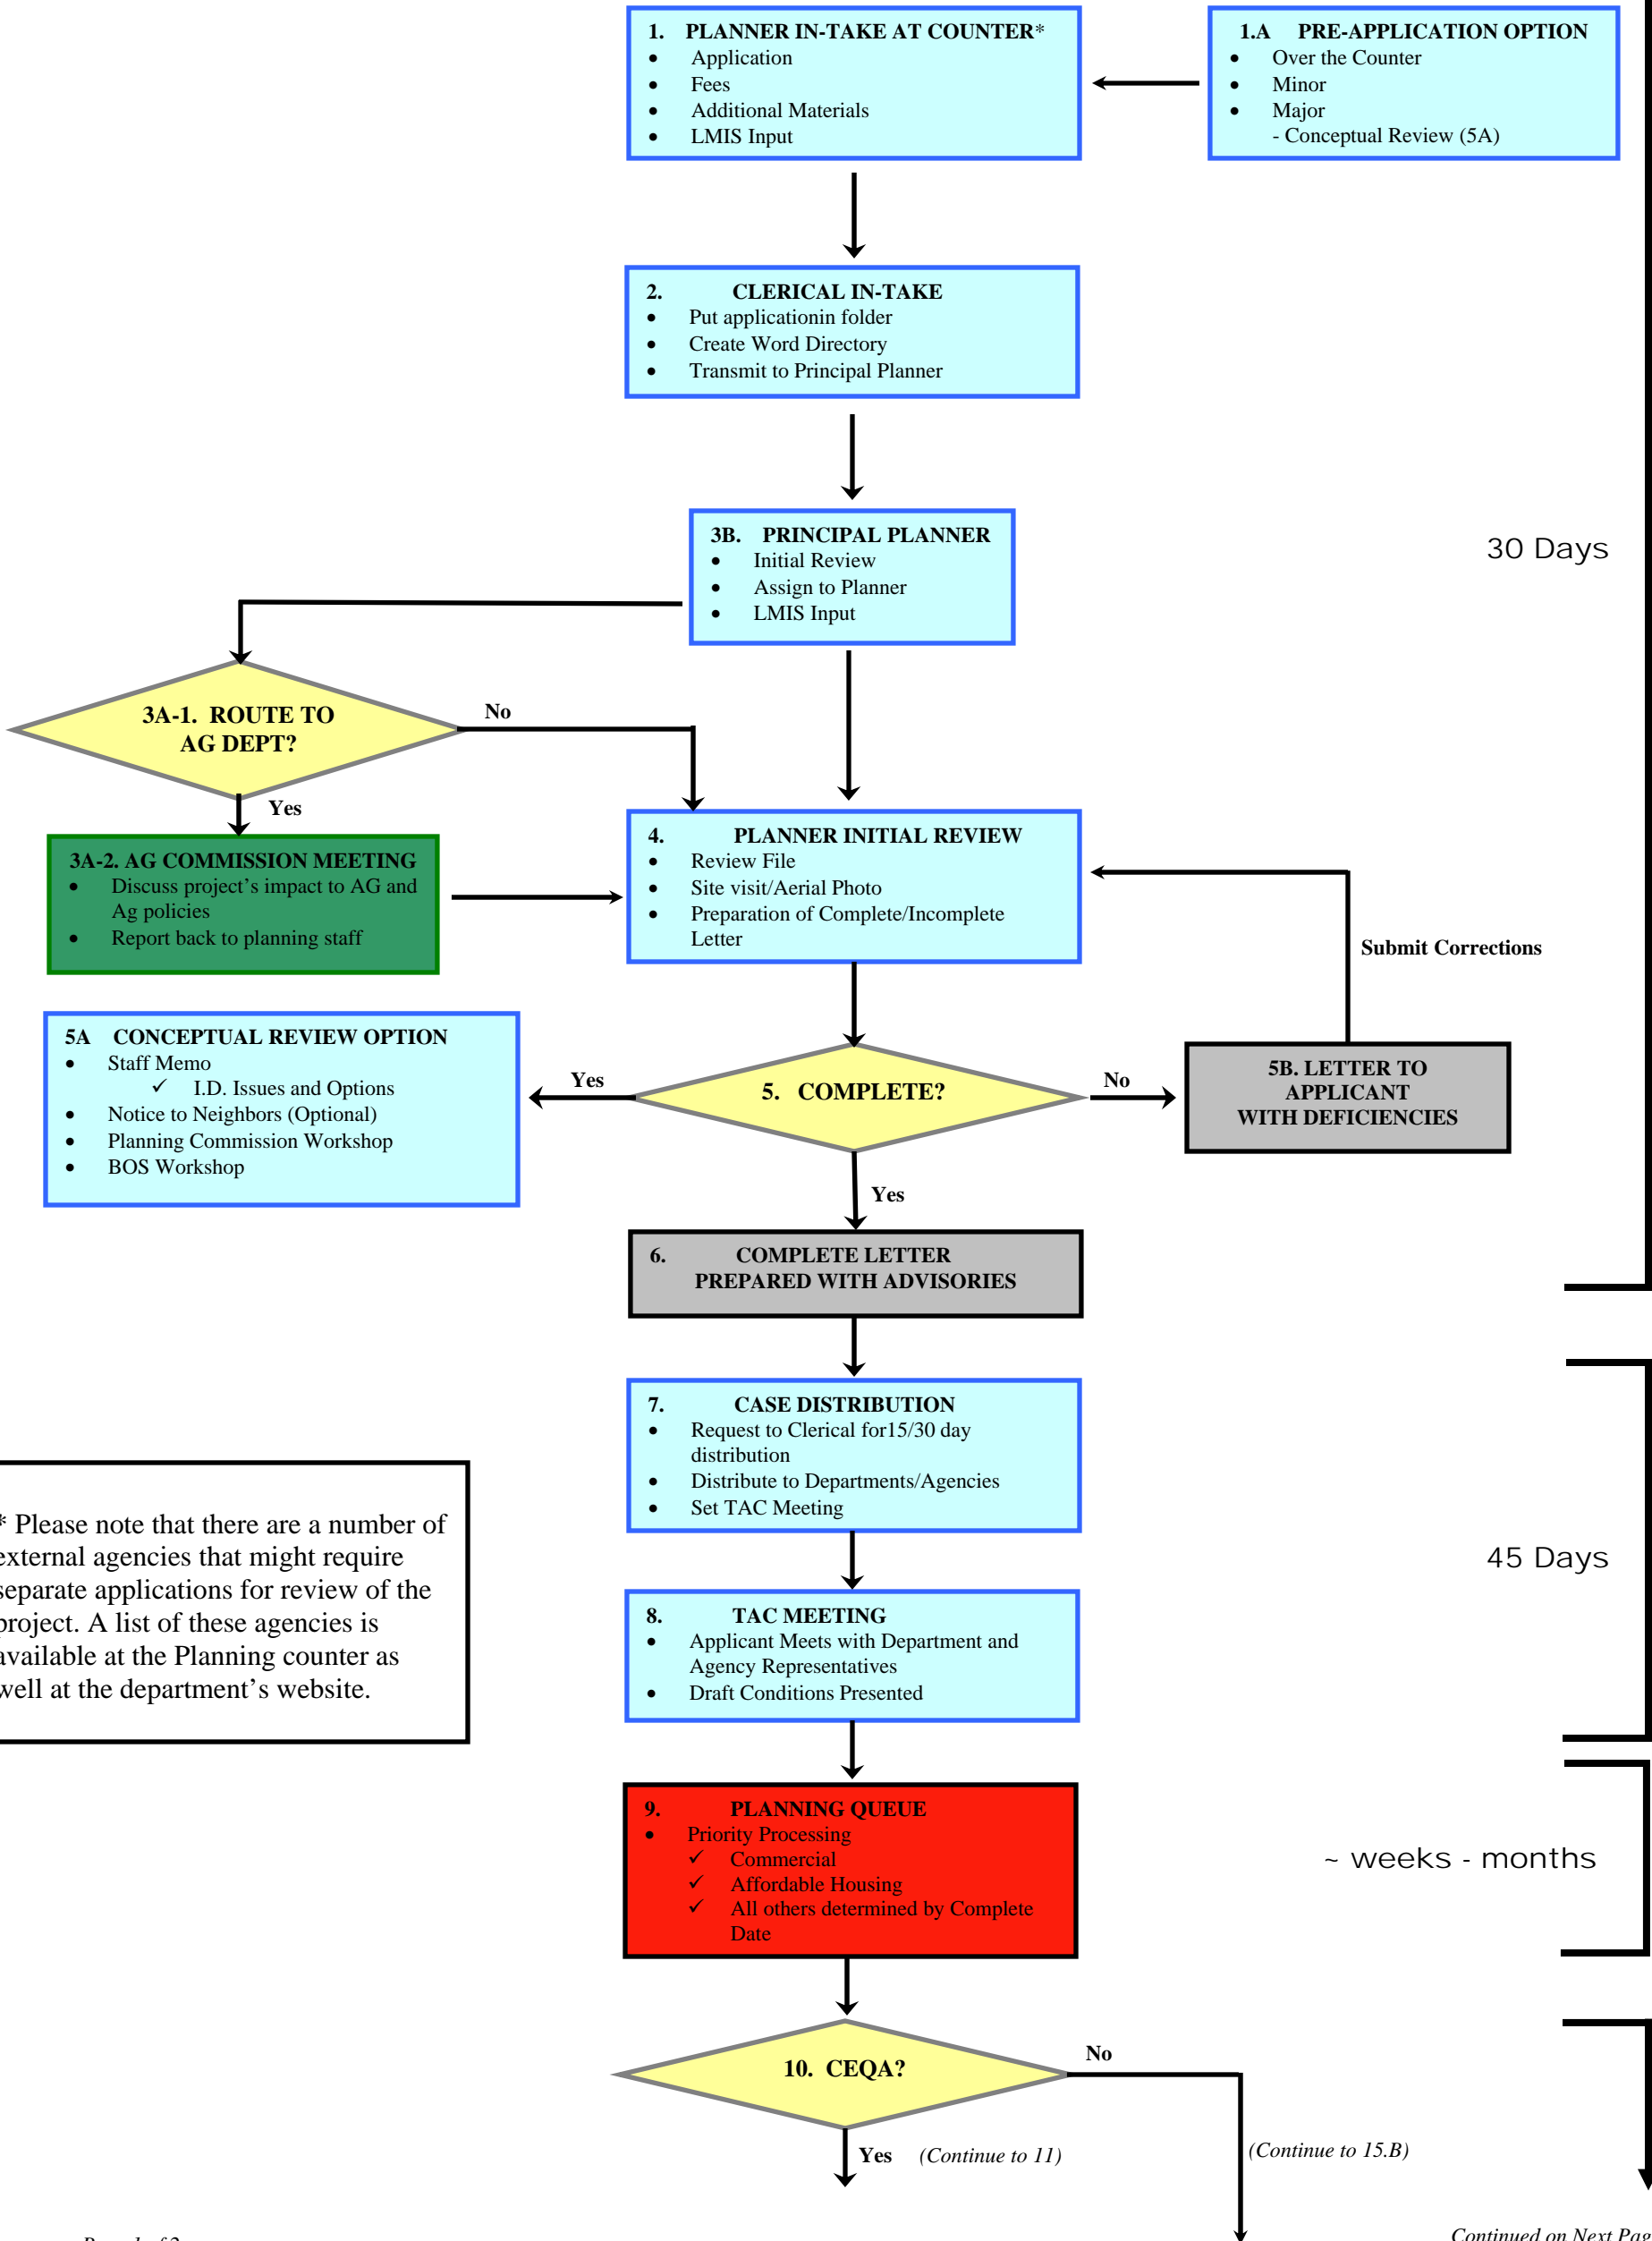 1. PLANNER IN-TAKE AT COUNTER*
• Application
• Fees
• Additional Materials
• LMIS Input
1.A PRE-APPLICATION OPTION
• Over the Counter
• Minor
• Major
- Conceptual Review (5A)
2. CLERICAL IN-TAKE
• Put applicationin folder
• Create Word Directory
• Transmit to Principal Planner
3B. PRINCIPAL PLANNER
• Initial Review
• Assign to Planner
• LMIS Input
30 Days
3A-1. ROUTE TO
AG DEPT?
No
Yes
3A-2. AG COMMISSION MEETING
• Discuss project's impact to AG and
Ag policies
• Report back to planning staff
4. PLANNER INITIAL REVIEW
• Review File
• Site visit/Aerial Photo
• Preparation of Complete/Incomplete
Letter
Submit Corrections
5A CONCEPTUAL REVIEW OPTION
• Staff Memo
✓ I.D. Issues and Options
• Notice to Neighbors (Optional)
• Planning Commission Workshop
• BOS Workshop
Yes
5. COMPLETE?
No
5B. LETTER TO
APPLICANT
WITH DEFICIENCIES
Yes
6. COMPLETE LETTER
PREPARED WITH ADVISORIES
7. CASE DISTRIBUTION
• Request to Clerical for15/30 day
distribution
• Distribute to Departments/Agencies
• Set TAC Meeting
* Please note that there are a number of
external agencies that might require
separate applications for review of the
project. A list of these agencies is
available at the Planning counter as
well at the department's website.
45 Days
8. TAC MEETING
• Applicant Meets with Department and
Agency Representatives
• Draft Conditions Presented
9. PLANNING QUEUE
• Priority Processing
✓ Commercial
✓ Affordable Housing
✓ All others determined by Complete
Date
~ weeks - months
10. CEQA?
No
Yes (Continue to 11)
(Continue to 15.B)
Continued on Next Pag